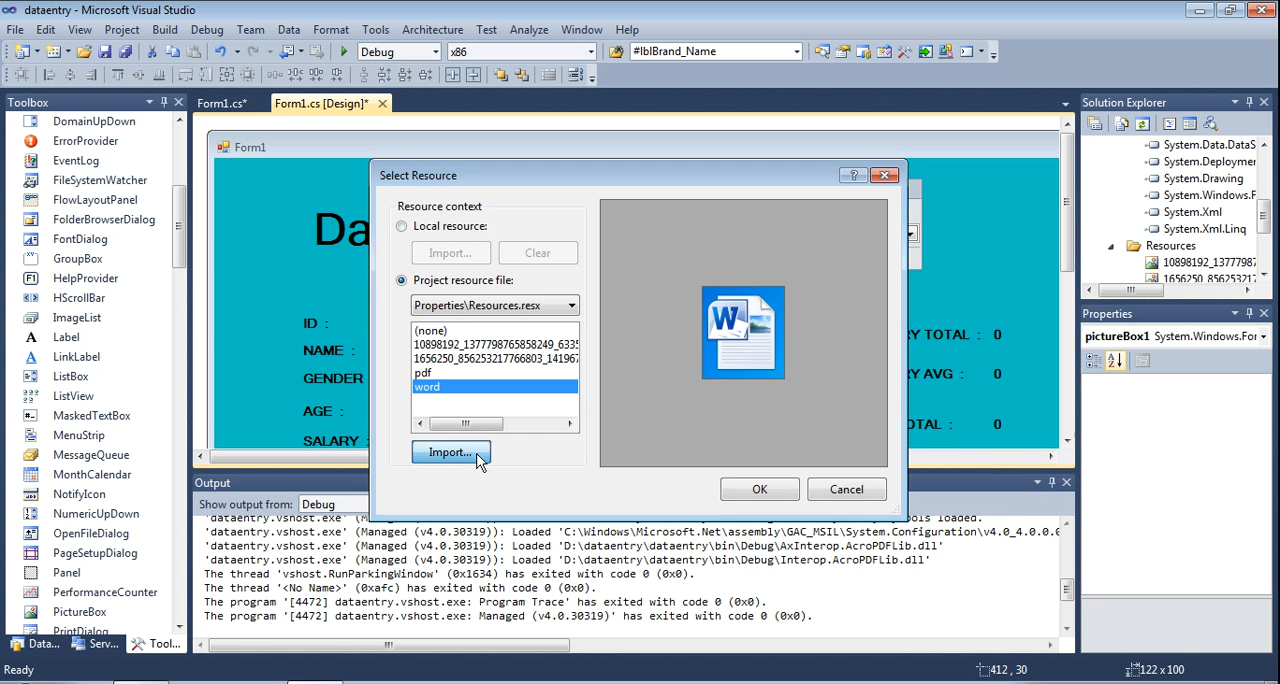 dataentry - Microsoft Visual Studio
File Edit View Project Build Debug Team Data Format Tools Architecture Test Analyze Window Help
Debug x86 #lblBrand_Name
Toolbox
DomainUpDown
ErrorProvider
EventLog
FileSystemWatcher
FlowLayoutPanel
FolderBrowserDialog
FontDialog
GroupBox
HelpProvider
HScrollBar
ImageList
A Label
A LinkLabel
ListBox
ListView
MaskedTextBox
MenuStrip
MessageQueue
MonthCalendar
NotifyIcon
NumericUpDown
OpenFileDialog
PageSetupDialog
Panel
PerformanceCounter
PictureBox
PrintDialog
Data... Serv... Tool...
Form1.cs* Form1.cs [Design]*
Form1
Da
ID :
NAME :
GENDER
AGE :
SALARY :
RY TOTAL : 0
RY AVG : 0
OTAL : 0
0
Select Resource
Resource context
Local resource:
Import... Clear
Project resource file:
Properties\Resources.resx
(none)
10898192_1377798765858249_6335
1656250_856253217766803_141967
pdf
word
Import...
W
OK Cancel
Output
Show output from: Debug
'dataentry.vshost.exe' (Managed (v4.0.30319)): Loaded 'C:\Windows\Microsoft.Net\assembly\GAC_MSIL\System.Configuration\v4.0_4.0.0.0
'dataentry.vshost.exe' (Managed (v4.0.30319)): Loaded 'D:\dataentry\dataentry\bin\Debug\AxInterop.AcroPDFLib.dll'
'dataentry.vshost.exe' (Managed (v4.0.30319)): Loaded 'D:\dataentry\dataentry\bin\Debug\Interop.AcroPDFLib.dll'
The thread 'vshost.RunParkingWindow' (0x1634) has exited with code 0 (0x0).
The thread '<No Name>' (0xafc) has exited with code 0 (0x0).
The program '[4472] dataentry.vshost.exe: Program Trace' has exited with code 0 (0x0).
The program '[4472] dataentry.vshost.exe: Managed (v4.0.30319)' has exited with code 0 (0x0).
Solution Explorer
System.Data.DataS
System.Deploymer
System.Drawing
System.Windows.F
System.Xml
System.Xml.Linq
Resources
10898192_1377798
1656250_85625321
Properties
pictureBox1 System.Windows.For
Ready 412 , 30 122 x 100